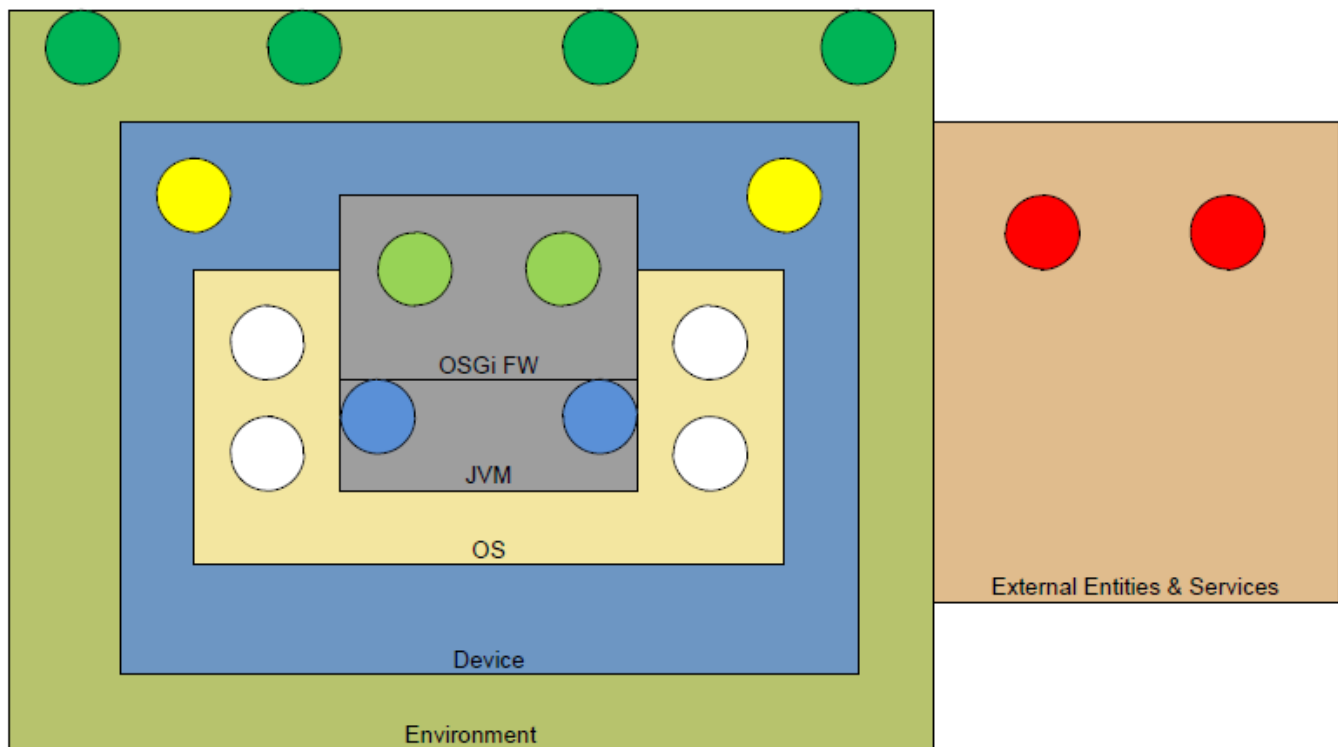 OSGi FW
JVM
OS
External Entities & Services
Device
Environment